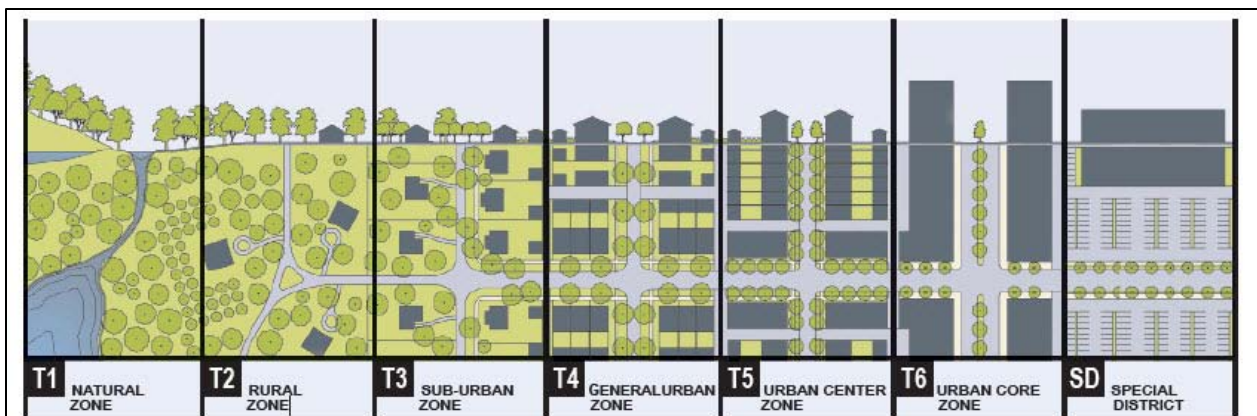 T1 NATURAL
ZONE
T2 RURAL
ZONE
T3 SUB-URBAN
ZONE
T4 GENERALURBAN
ZONE
T5 URBAN CENTER
ZONE
T6 URBAN CORE
ZONE
SD SPECIAL
DISTRICT